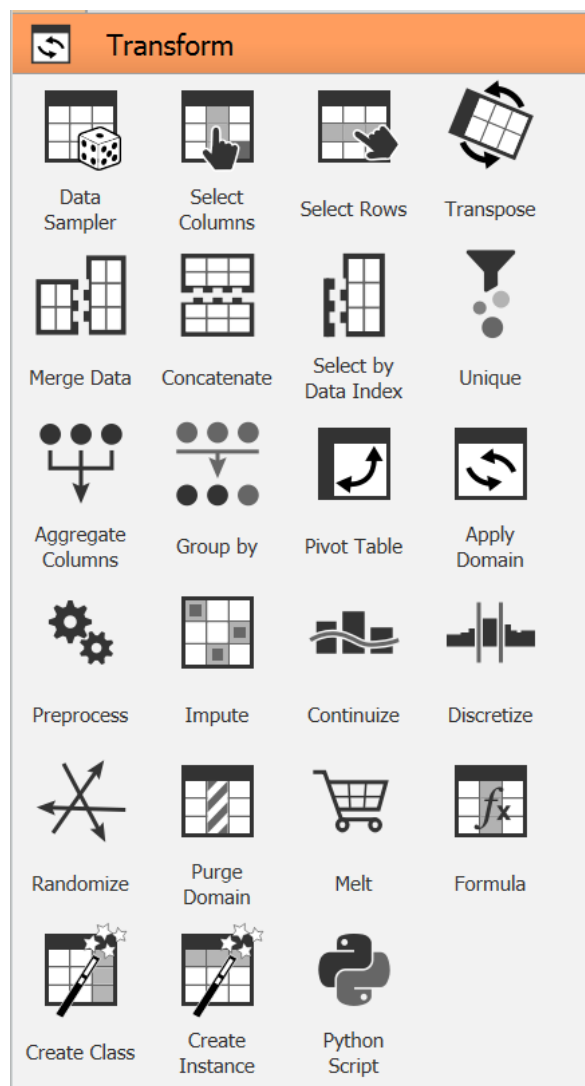 Transform
Data
Sampler
Select
Columns
Select Rows
Transpose
Merge Data
Concatenate
Select by
Data Index
Unique
Aggregate
Columns
Group by
Pivot Table
Apply
Domain
Preprocess
Impute
Continuize
Discretize
Randomize
Purge
Domain
Melt
fx
Formula
Create Class
Create
Instance
Python
Script